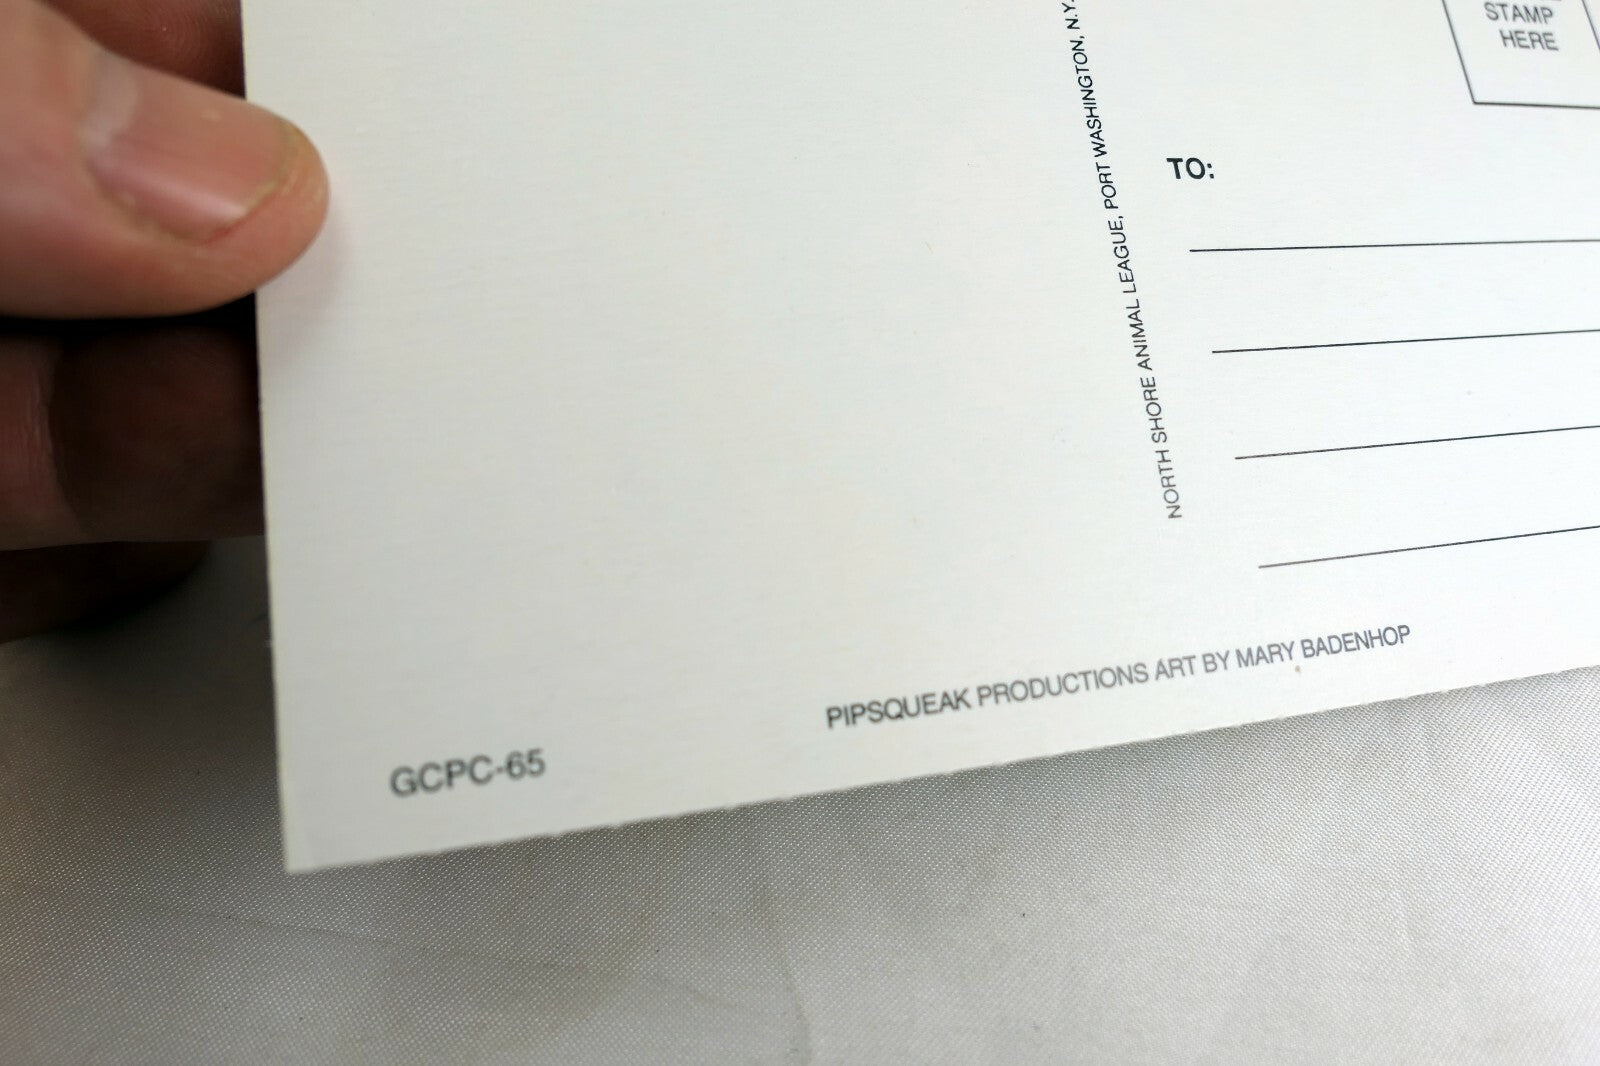 STAMP
HERE
TO:
NORTH SHORE ANIMAL LEAGUE, PORT WASHINGTON, N.Y.
PIPSQUEAK PRODUCTIONS ART BY MARY BADENHOP
GCPC-65